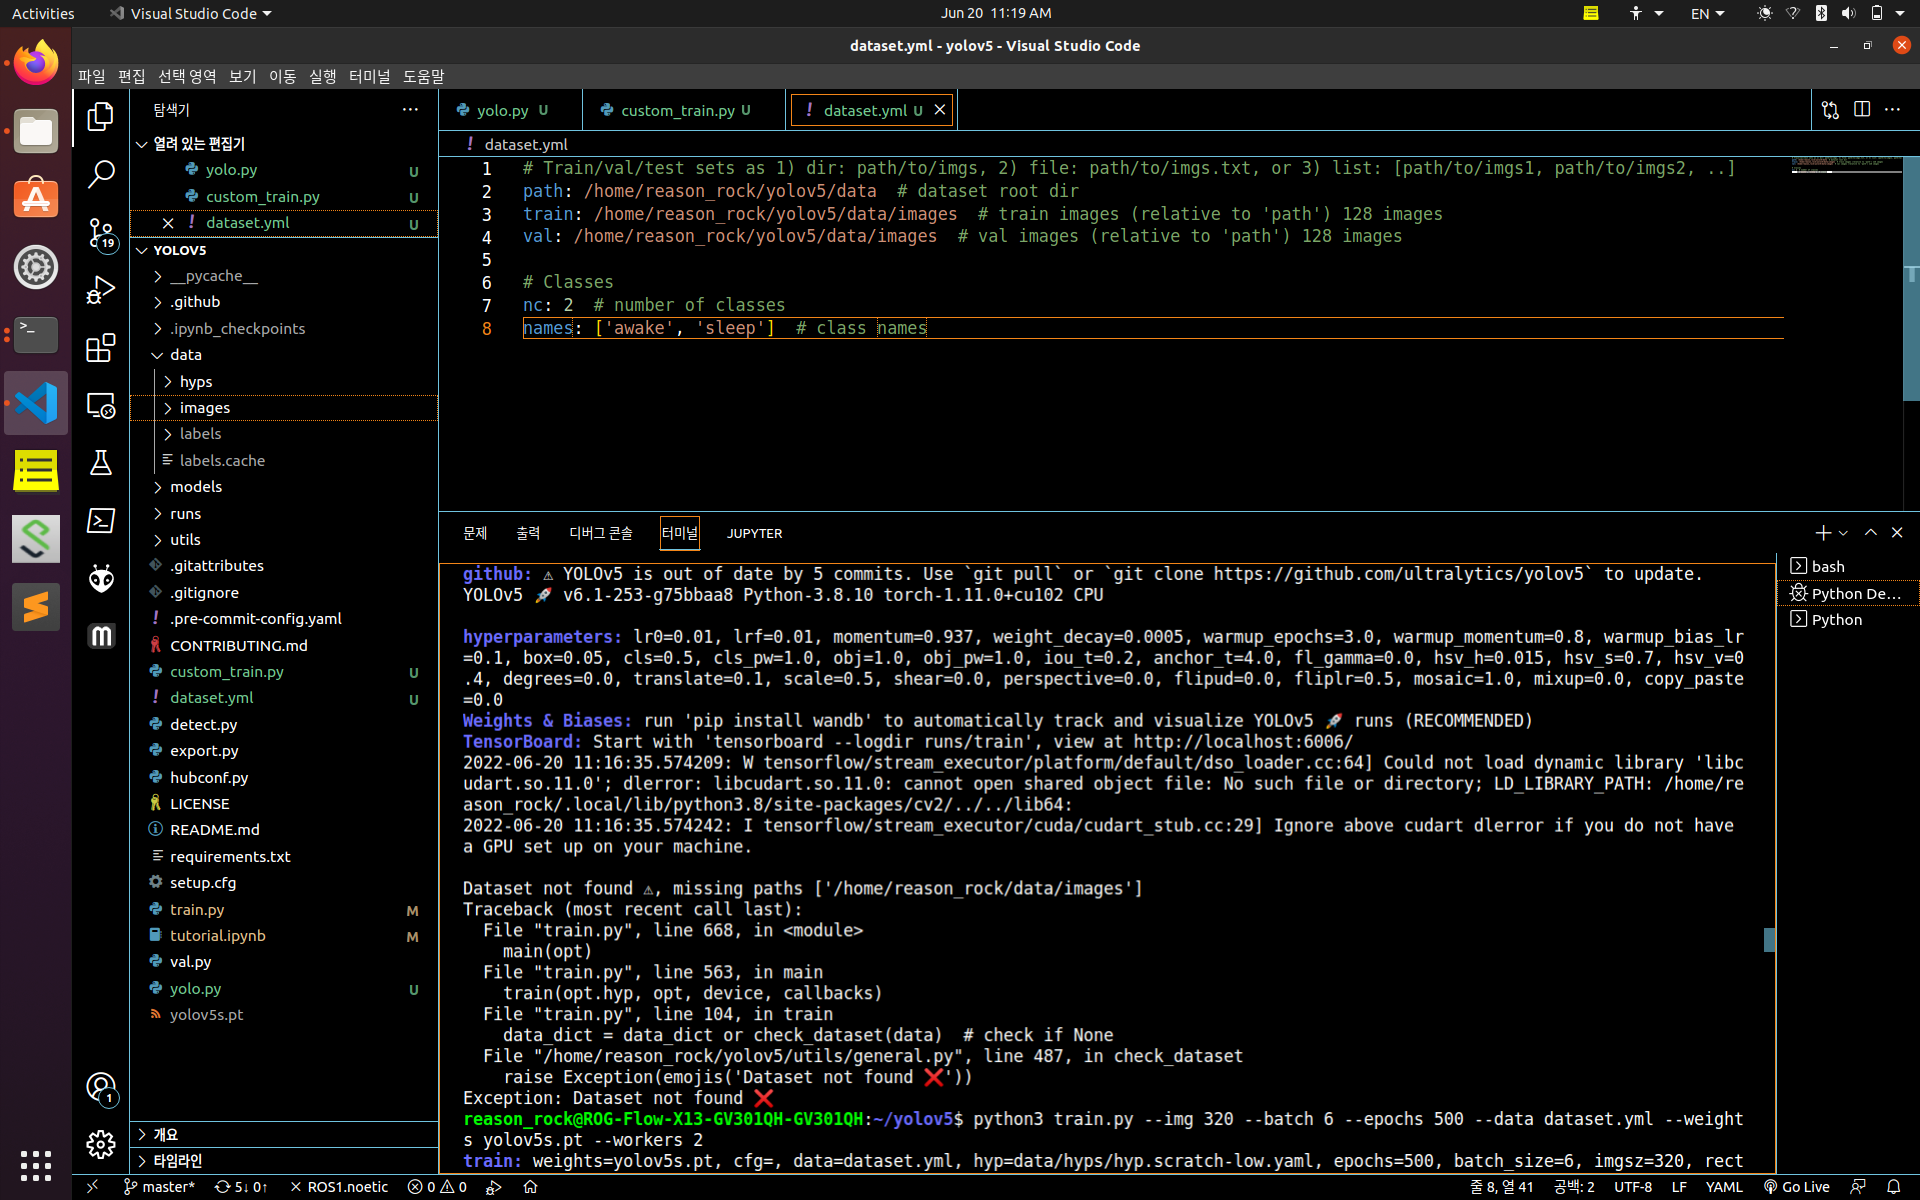 Activities
Visual Studio Code
Jun 20 11:19 AM
EN
dataset.yml - yolov5 - Visual Studio Code
파일 편집 선택 영역 보기 이동 실행 터미널 도움말
탐색기
열려 있는 편집기
yolo.py U
custom_train.py U
dataset.yml U
YOLOV5
__pycache__
.github
.ipynb_checkpoints
data
hyps
images
labels
labels.cache
models
runs
utils
.gitattributes
.gitignore
.pre-commit-config.yaml
CONTRIBUTING.md
custom_train.py U
dataset.yml U
detect.py
export.py
hubconf.py
LICENSE
README.md
requirements.txt
setup.cfg
train.py M
tutorial.ipynb M
val.py
yolo.py U
yolov5s.pt
개요
타임라인
19
1
yolo.py U
custom_train.py U
! dataset.yml U
! dataset.yml
1 # Train/val/test sets as 1) dir: path/to/imgs, 2) file: path/to/imgs.txt, or 3) list: [path/to/imgs1, path/to/imgs2, ..]
2 path: /home/reason_rock/yolov5/data # dataset root dir
3 train: /home/reason_rock/yolov5/data/images # train images (relative to 'path') 128 images
4 val: /home/reason_rock/yolov5/data/images # val images (relative to 'path') 128 images
5
6 # Classes
7 nc: 2 # number of classes
8 names: ['awake', 'sleep'] # class names
문제 출력 디버그 콘솔 터미널 JUPYTER
bash
Python De...
Python
github: ⚠ YOLOv5 is out of date by 5 commits. Use `git pull` or `git clone https://github.com/ultralytics/yolov5` to update.
YOLOv5 🚀 v6.1-253-g75bbaa8 Python-3.8.10 torch-1.11.0+cu102 CPU
hyperparameters: lr0=0.01, lrf=0.01, momentum=0.937, weight_decay=0.0005, warmup_epochs=3.0, warmup_momentum=0.8, warmup_bias_lr
=0.1, box=0.05, cls=0.5, cls_pw=1.0, obj=1.0, obj_pw=1.0, iou_t=0.2, anchor_t=4.0, fl_gamma=0.0, hsv_h=0.015, hsv_s=0.7, hsv_v=0
.4, degrees=0.0, translate=0.1, scale=0.5, shear=0.0, perspective=0.0, flipud=0.0, fliplr=0.5, mosaic=1.0, mixup=0.0, copy_paste
=0.0
Weights & Biases: run 'pip install wandb' to automatically track and visualize YOLOv5 🚀 runs (RECOMMENDED)
TensorBoard: Start with 'tensorboard --logdir runs/train', view at http://localhost:6006/
2022-06-20 11:16:35.574209: W tensorflow/stream_executor/platform/default/dso_loader.cc:64] Could not load dynamic library 'libc
udart.so.11.0'; dlerror: libcudart.so.11.0: cannot open shared object file: No such file or directory; LD_LIBRARY_PATH: /home/re
ason_rock/.local/lib/python3.8/site-packages/cv2/../../lib64:
2022-06-20 11:16:35.574242: I tensorflow/stream_executor/cuda/cudart_stub.cc:29] Ignore above cudart dlerror if you do not have
a GPU set up on your machine.
Dataset not found ⚠, missing paths ['/home/reason_rock/data/images']
Traceback (most recent call last):
File "train.py", line 668, in <module>
main(opt)
File "train.py", line 563, in main
train(opt.hyp, opt, device, callbacks)
File "train.py", line 104, in train
data_dict = data_dict or check_dataset(data) # check if None
File "/home/reason_rock/yolov5/utils/general.py", line 487, in check_dataset
raise Exception(emojis('Dataset not found ❌'))
Exception: Dataset not found ❌
reason_rock@ROG-Flow-X13-GV301QH-GV301QH:~/yolov5$ python3 train.py --img 320 --batch 6 --epochs 500 --data dataset.yml --weight
s yolov5s.pt --workers 2
train: weights=yolov5s.pt, cfg=, data=dataset.yml, hyp=data/hyps/hyp.scratch-low.yaml, epochs=500, batch_size=6, imgsz=320, rect
master* 5↓ 0↑ ROS1.noetic 0 0
줄 8, 열 41 공백: 2 UTF-8 LF YAML Go Live